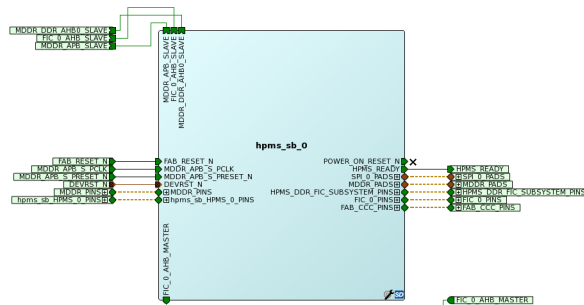 MDDR_DDR_AHB0_SLAVE
FIC_0_AHB_SLAVE
MDDR_APB_SLAVE
MDDR_APB_SLAVE
FIC_0_AHB_SLAVE
MDDR_DDR_AHB0_SLAVE
hpms_sb_0
FAB_RESET_N FAB_RESET_N POWER_ON_RESET_N
MDDR_APB_S_PCLK MDDR_APB_S_PCLK HPMS_READY HPMS_READY
MDDR_APB_S_PRESET_N MDDR_APB_S_PRESET_N SPI_0_PADS SPI_0_PADS
DEVRST_N DEVRST_N MDDR_PADS MDDR_PADS
MDDR_PINS MDDR_PINS HPMS_DDR_FIC_SUBSYSTEM_PINS HPMS_DDR_FIC_SUBSYSTEM_PINS
hpms_sb_HPMS_0_PINS hpms_sb_HPMS_0_PINS FIC_0_PINS FIC_0_PINS
FAB_CCC_PINS FAB_CCC_PINS
FIC_0_AHB_MASTER
SD
FIC_0_AHB_MASTER